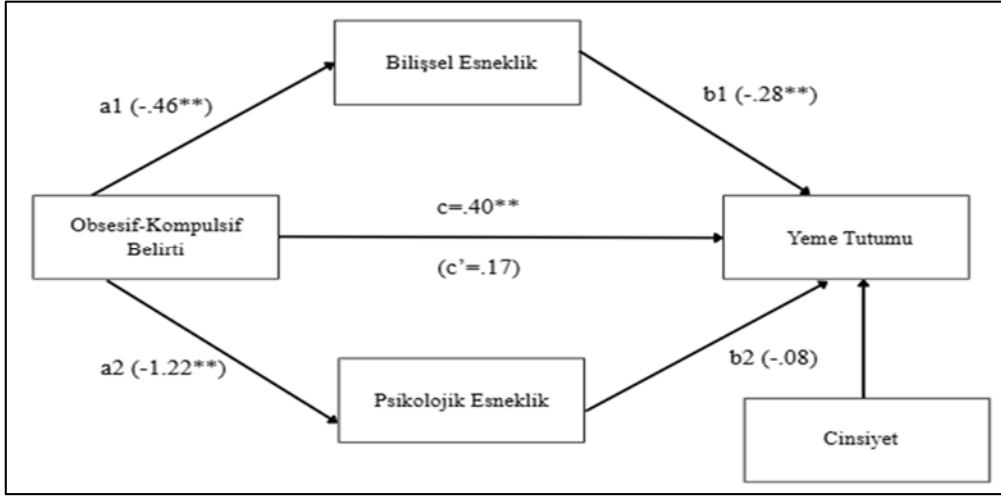 Bilişsel Esneklik
a1 (-.46**)
b1 (-.28**)
Obsesif-Kompulsif
Belirti
c=.40**
(c’=.17)
Yeme Tutumu
a2 (-1.22**)
b2 (-.08)
Psikolojik Esneklik
Cinsiyet